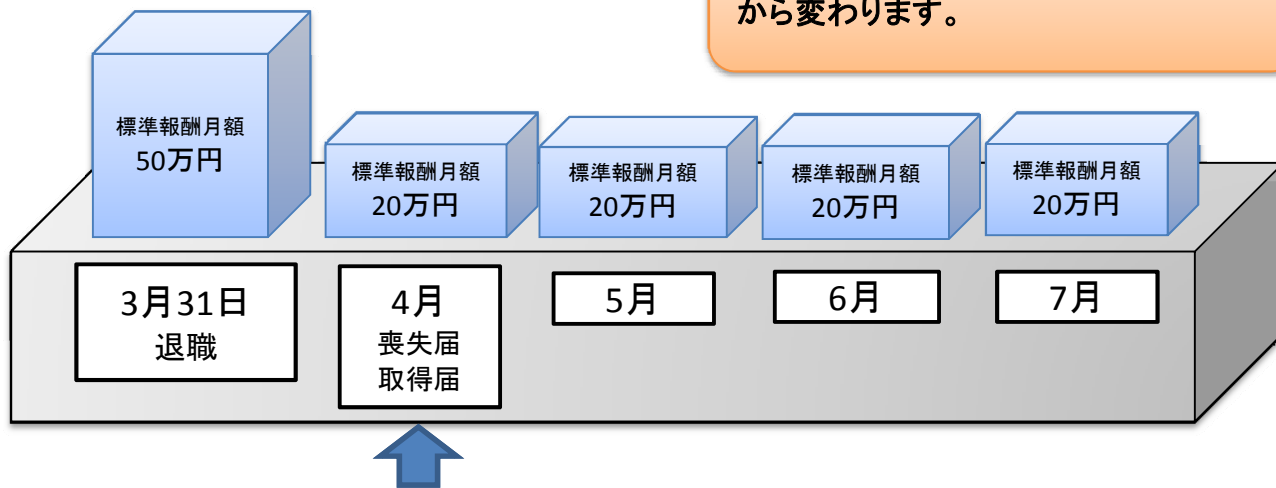 から変わります。
標準報酬月額
50万円
標準報酬月額
20万円
標準報酬月額
20万円
標準報酬月額
20万円
標準報酬月額
20万円
3月31日
退職
4月
喪失届
取得届
5月
6月
7月